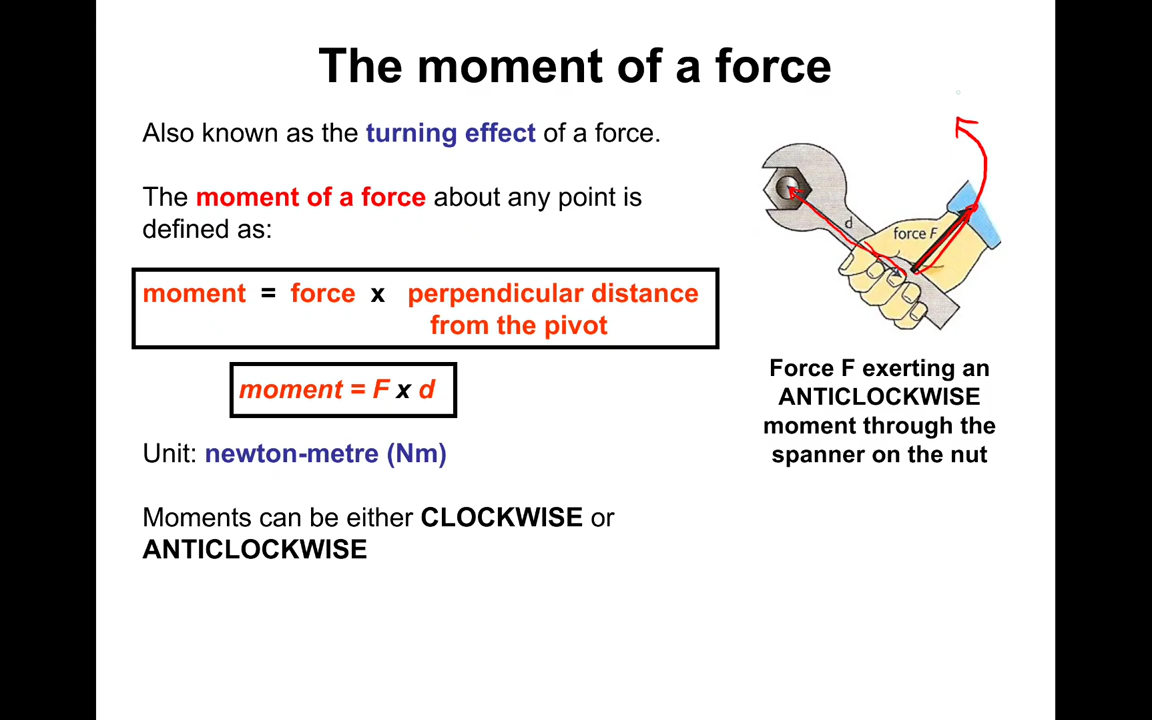 The moment of a force
Also known as the turning effect of a force.
The moment of a force about any point is
defined as:
moment = force x perpendicular distance
from the pivot
moment = F x d
Unit: newton-metre (Nm)
Moments can be either CLOCKWISE or
ANTICLOCKWISE
d
force F
Force F exerting an
ANTICLOCKWISE
moment through the
spanner on the nut